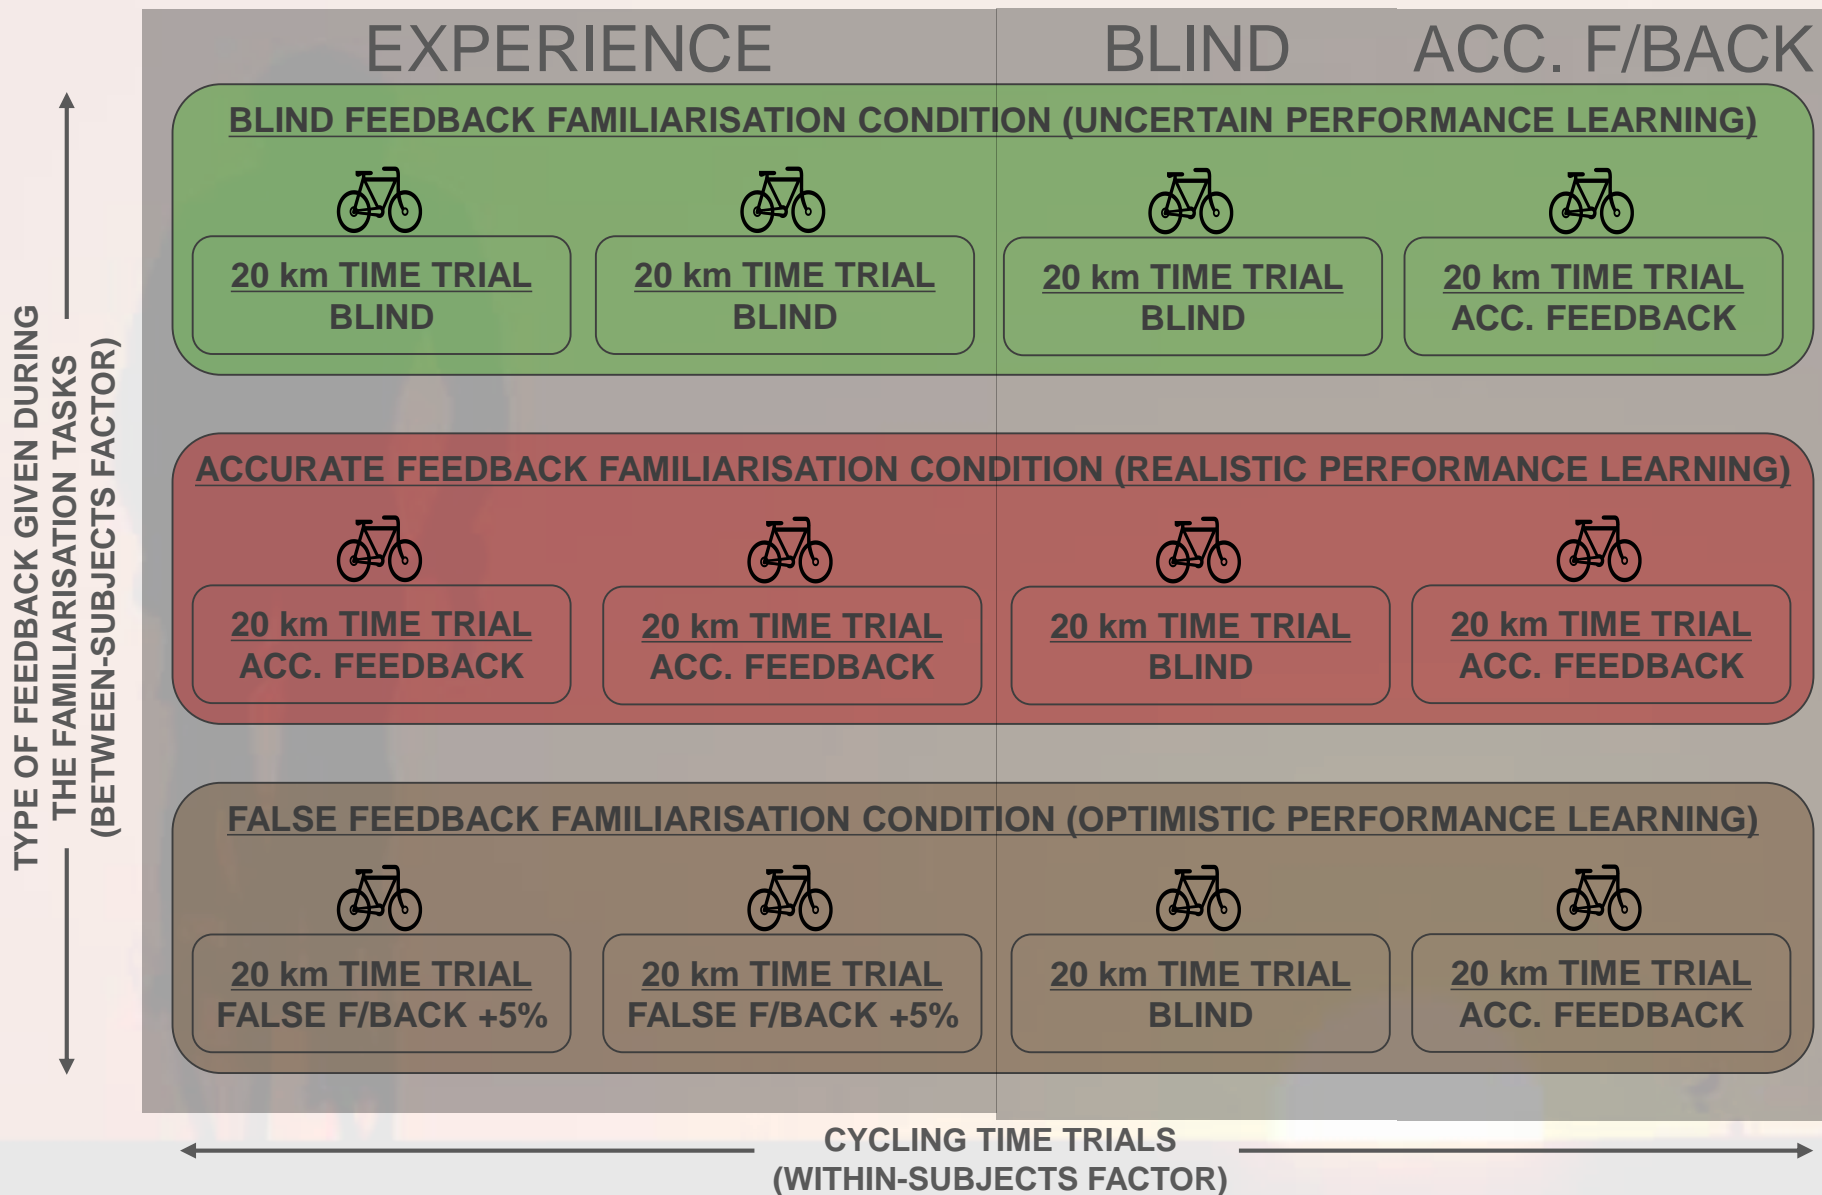 EXPERIENCE
BLIND
ACC. F/BACK
BLIND FEEDBACK FAMILIARISATION CONDITION (UNCERTAIN PERFORMANCE LEARNING)
20 km TIME TRIAL
BLIND
20 km TIME TRIAL
BLIND
20 km TIME TRIAL
BLIND
20 km TIME TRIAL
ACC. FEEDBACK
ACCURATE FEEDBACK FAMILIARISATION CONDITION (REALISTIC PERFORMANCE LEARNING)
20 km TIME TRIAL
ACC. FEEDBACK
20 km TIME TRIAL
ACC. FEEDBACK
20 km TIME TRIAL
BLIND
20 km TIME TRIAL
ACC. FEEDBACK
FALSE FEEDBACK FAMILIARISATION CONDITION (OPTIMISTIC PERFORMANCE LEARNING)
20 km TIME TRIAL
FALSE F/BACK +5%
20 km TIME TRIAL
FALSE F/BACK +5%
20 km TIME TRIAL
BLIND
20 km TIME TRIAL
ACC. FEEDBACK
TYPE OF FEEDBACK GIVEN DURING
THE FAMILIARISATION TASKS
(BETWEEN-SUBJECTS FACTOR)
CYCLING TIME TRIALS
(WITHIN-SUBJECTS FACTOR)